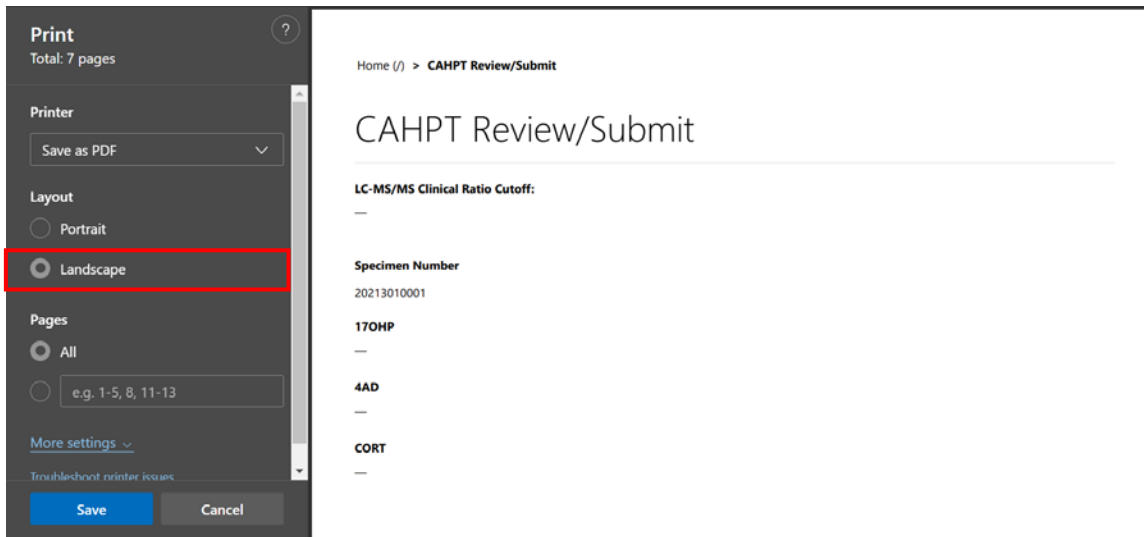 Print
?
Total: 7 pages
Printer
Save as PDF
Layout
Portrait
Landscape
Pages
All
e.g. 1-5, 8, 11-13
More settings
Troubleshoot printer issues
Save
Cancel
Home (/) > CAHPT Review/Submit
CAHPT Review/Submit
LC-MS/MS Clinical Ratio Cutoff:
—
Specimen Number
20213010001
17OHP
—
4AD
—
CORT
—